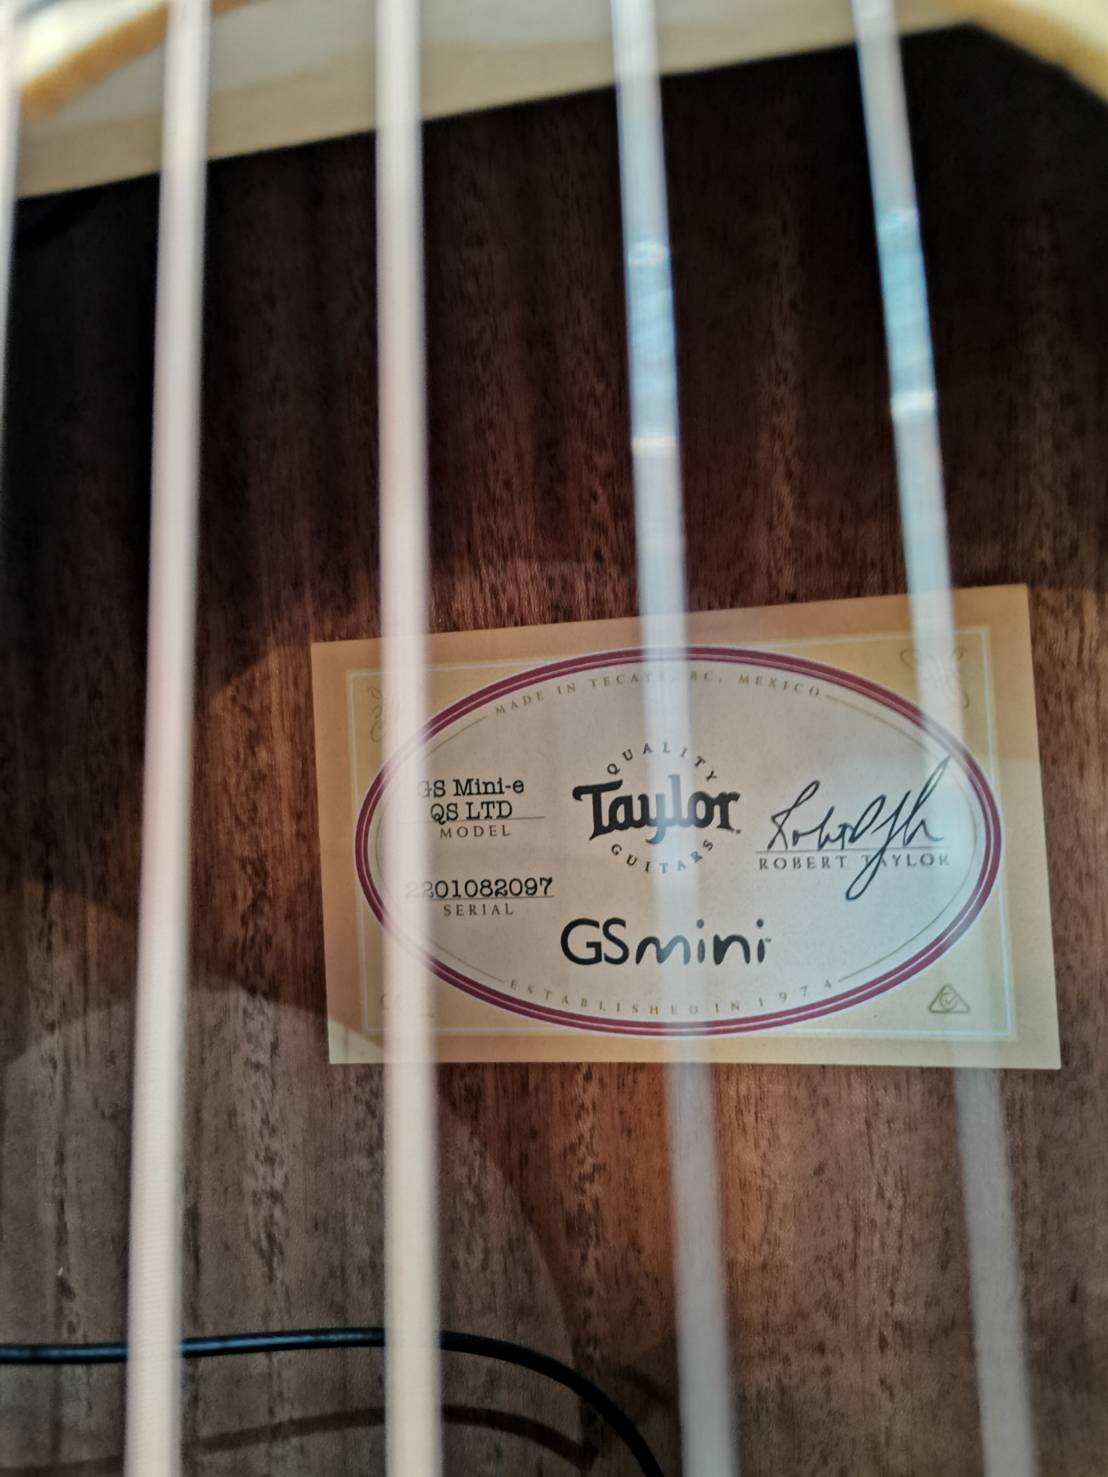 MADE IN TECATE, BC, MEXICO
GS Mini-e
QS LTD
MODEL
2201082097
SERIAL
QUALITY
Taylor
GUITARS
ROBERT TAYLOR
GSmini
ESTABLISHED IN 1974